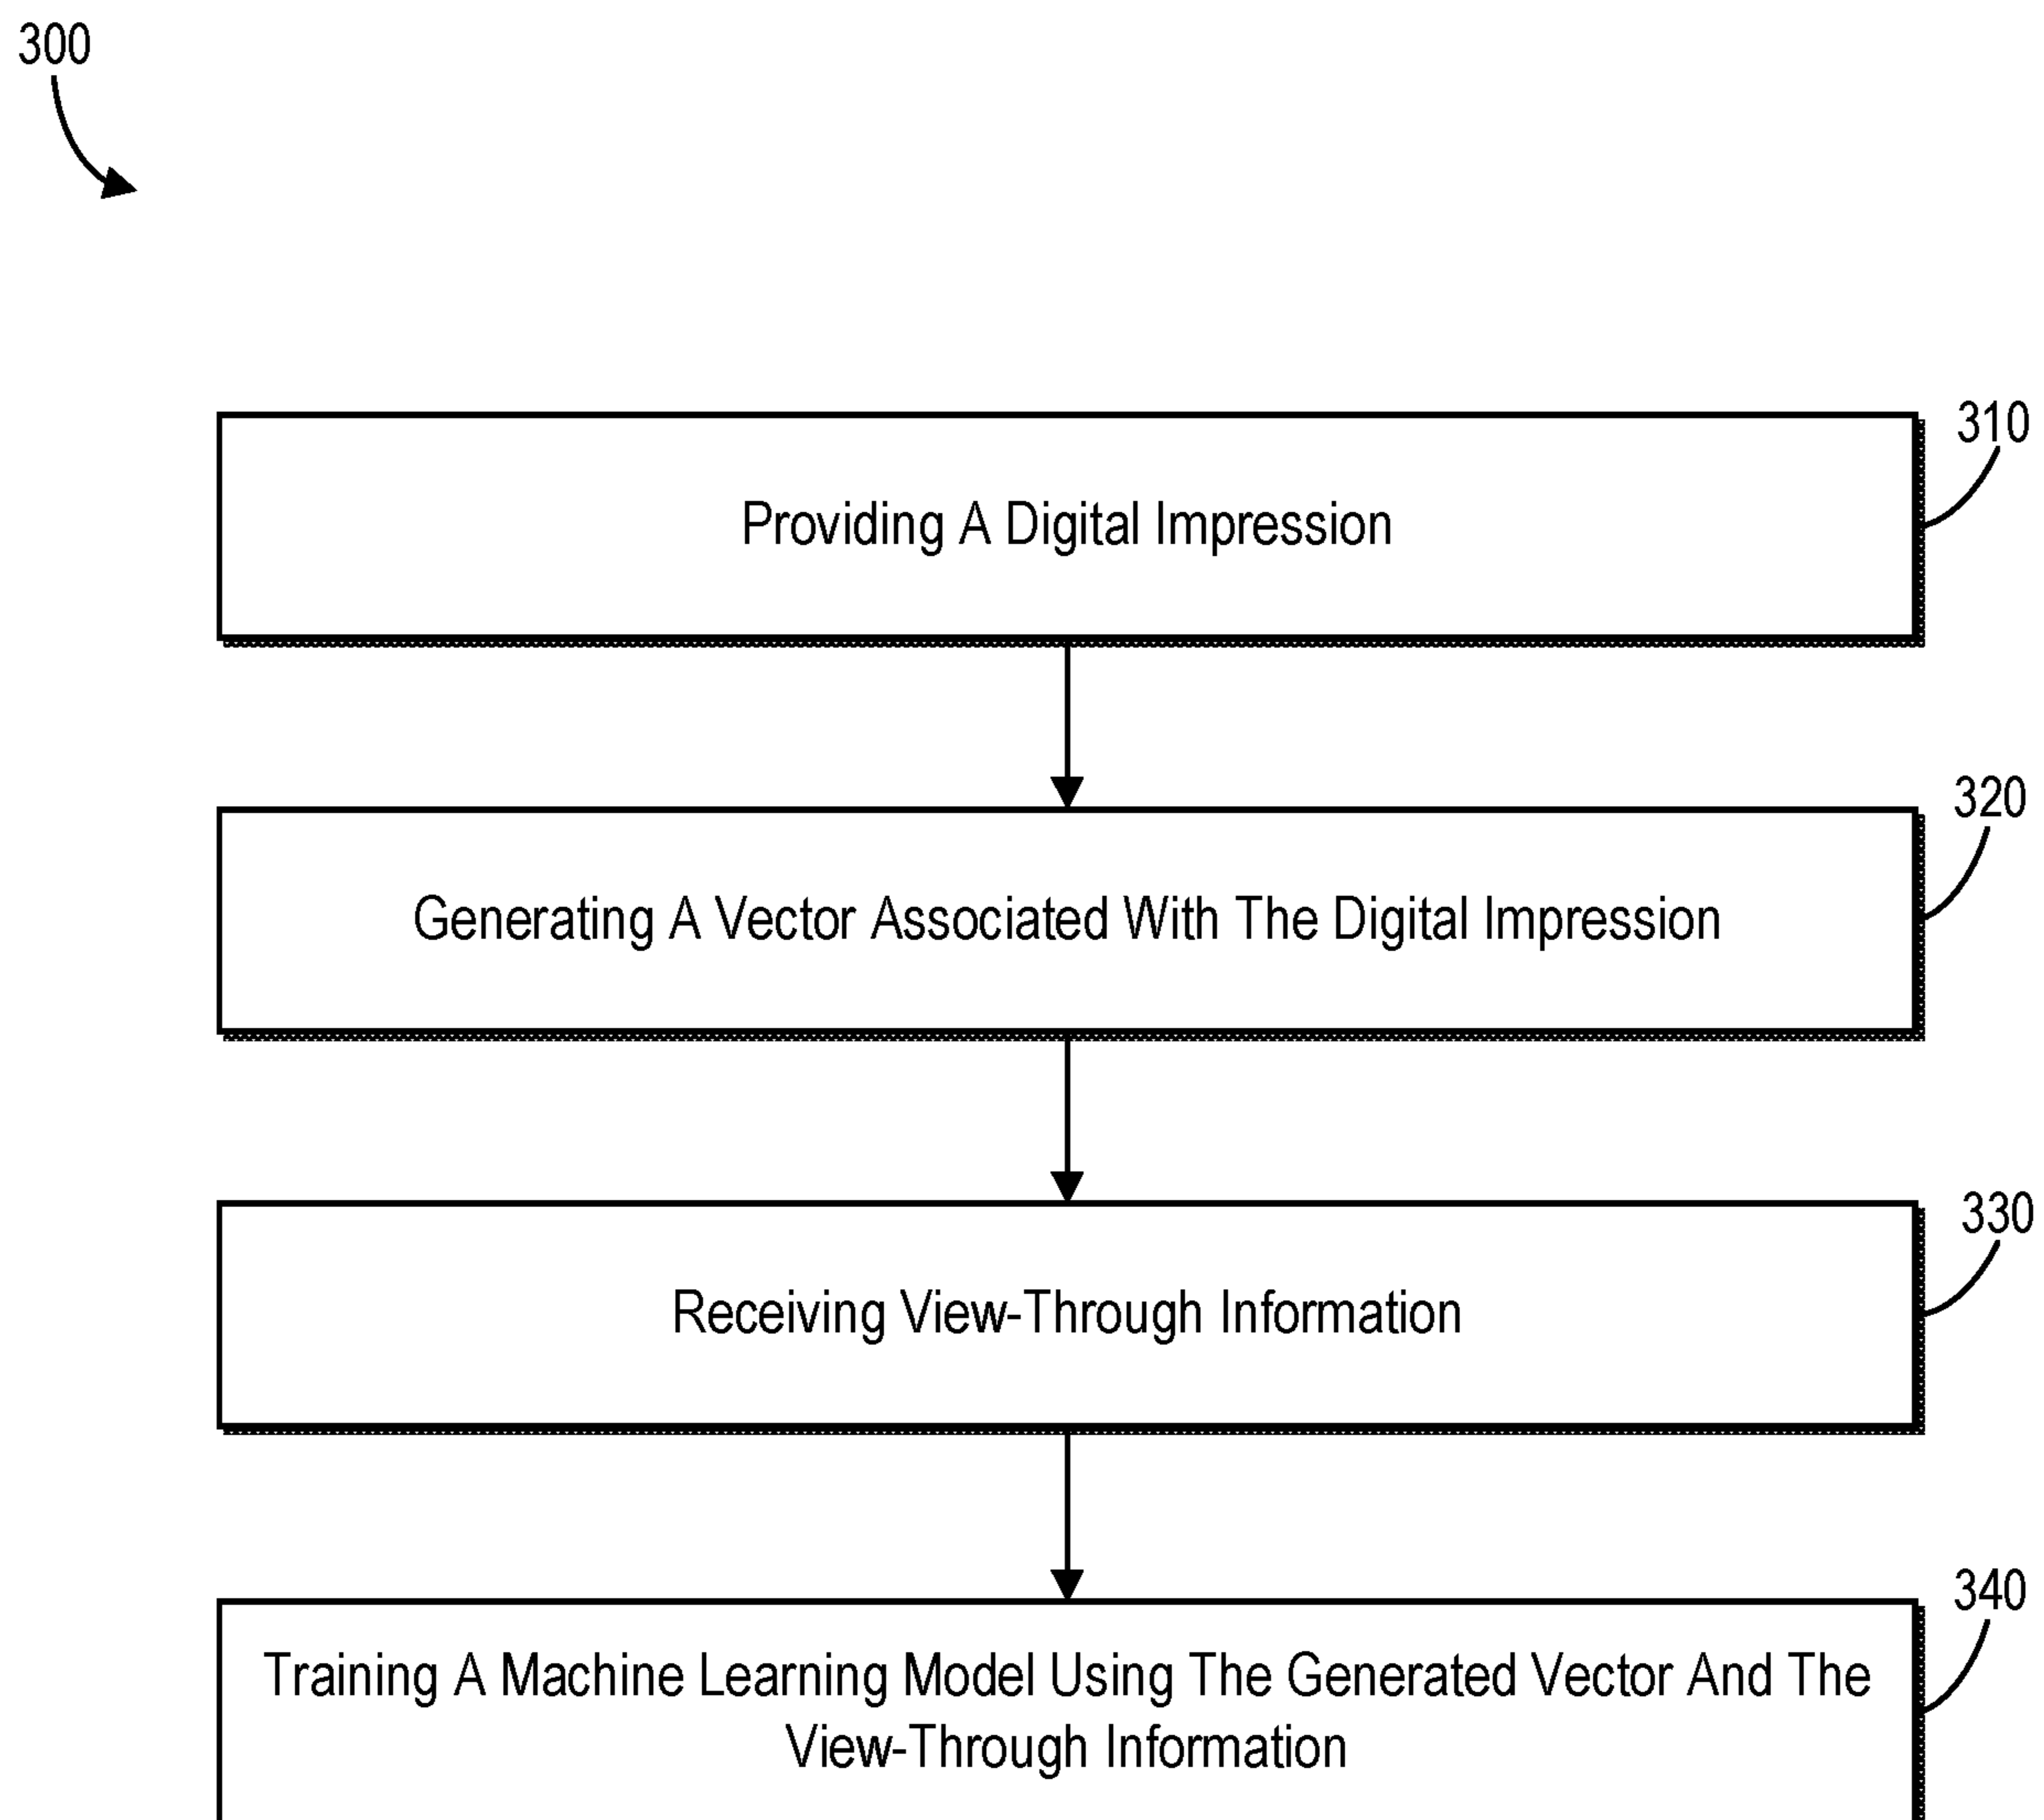 300
310
Providing A Digital Impression
320
Generating A Vector Associated With The Digital Impression
330
Receiving View-Through Information
340
Training A Machine Learning Model Using The Generated Vector And The
View-Through Information